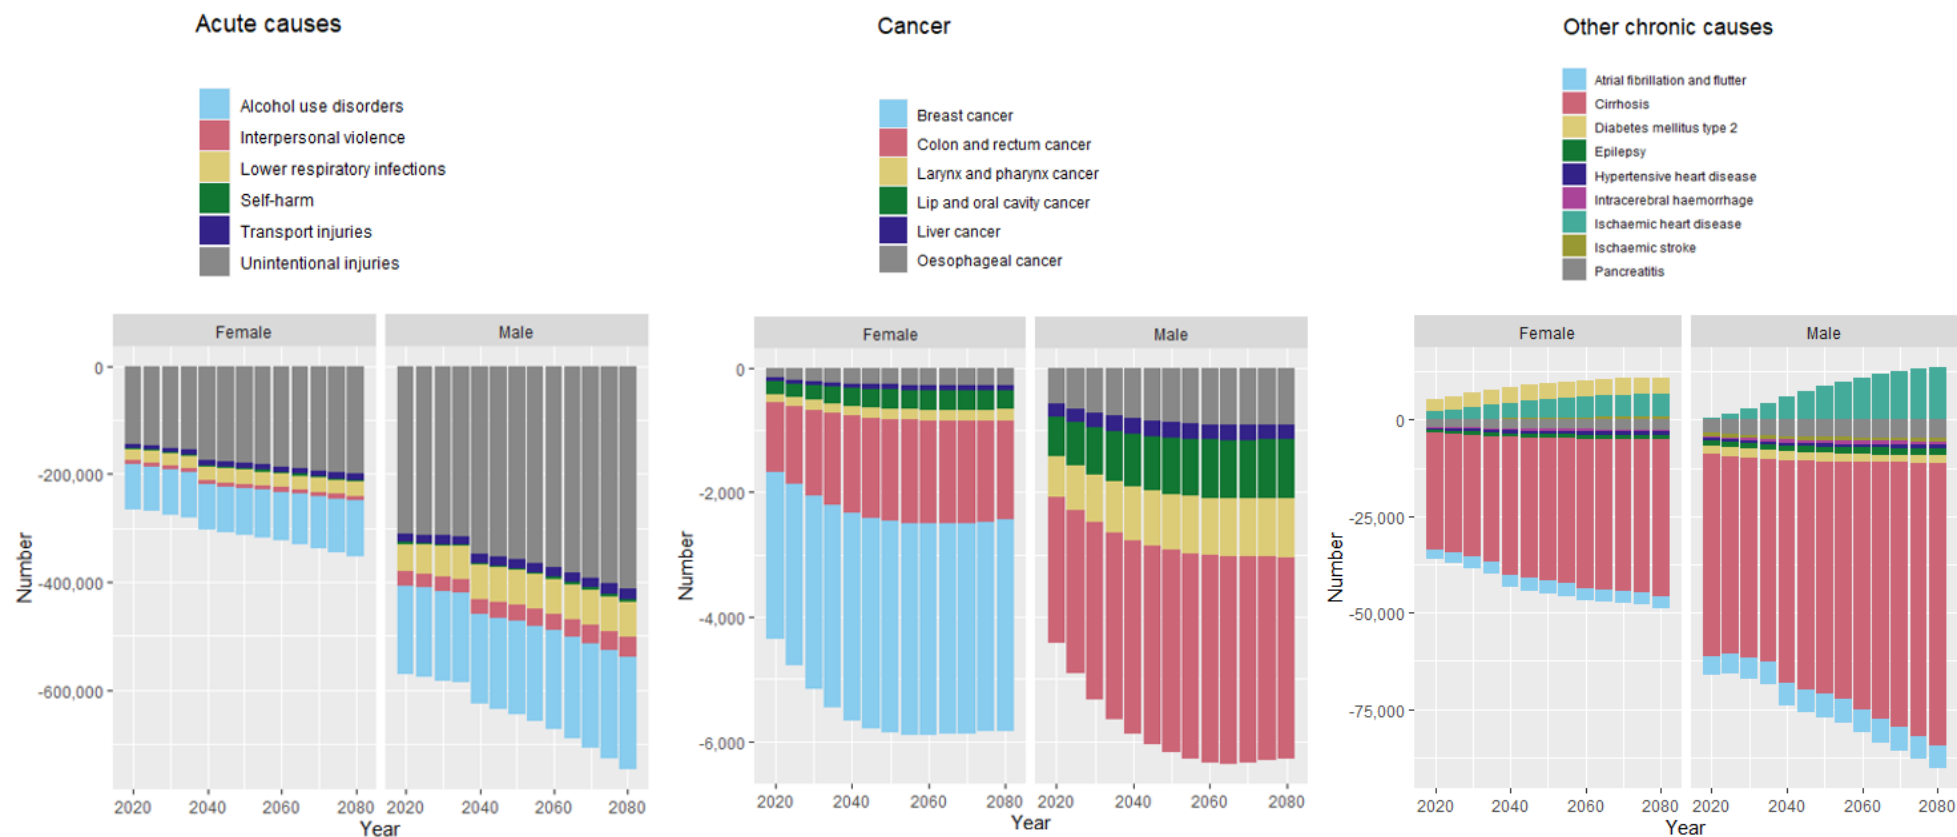 Acute causes
Alcohol use disorders
Interpersonal violence
Lower respiratory infections
Self-harm
Transport injuries
Unintentional injuries
Female
Male
0
-200,000
-400,000
-600,000
Number
2020
2040
2060
2080
2020
2040
2060
2080
Year
Cancer
Breast cancer
Colon and rectum cancer
Larynx and pharynx cancer
Lip and oral cavity cancer
Liver cancer
Oesophageal cancer
Female
Male
0
-2,000
-4,000
-6,000
Number
2020
2040
2060
2080
2020
2040
2060
2080
Year
Other chronic causes
Atrial fibrillation and flutter
Cirrhosis
Diabetes mellitus type 2
Epilepsy
Hypertensive heart disease
Intracerebral haemorrhage
Ischaemic heart disease
Ischaemic stroke
Pancreatitis
Female
Male
0
-25,000
-50,000
-75,000
Number
2020
2040
2060
2080
2020
2040
2060
2080
Year